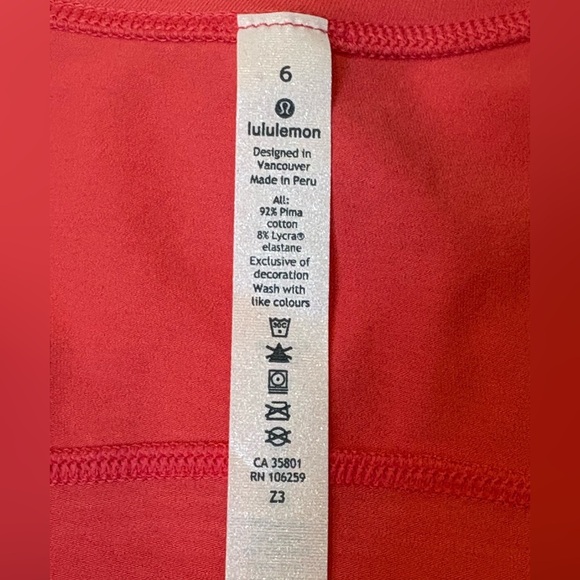 6
lululemon
Designed in
Vancouver
Made in Peru
All:
92% Pima
cotton
8% Lycra®
elastane
Exclusive of
decoration
Wash with
like colours
30C
CA 35801
RN 106259
Z3